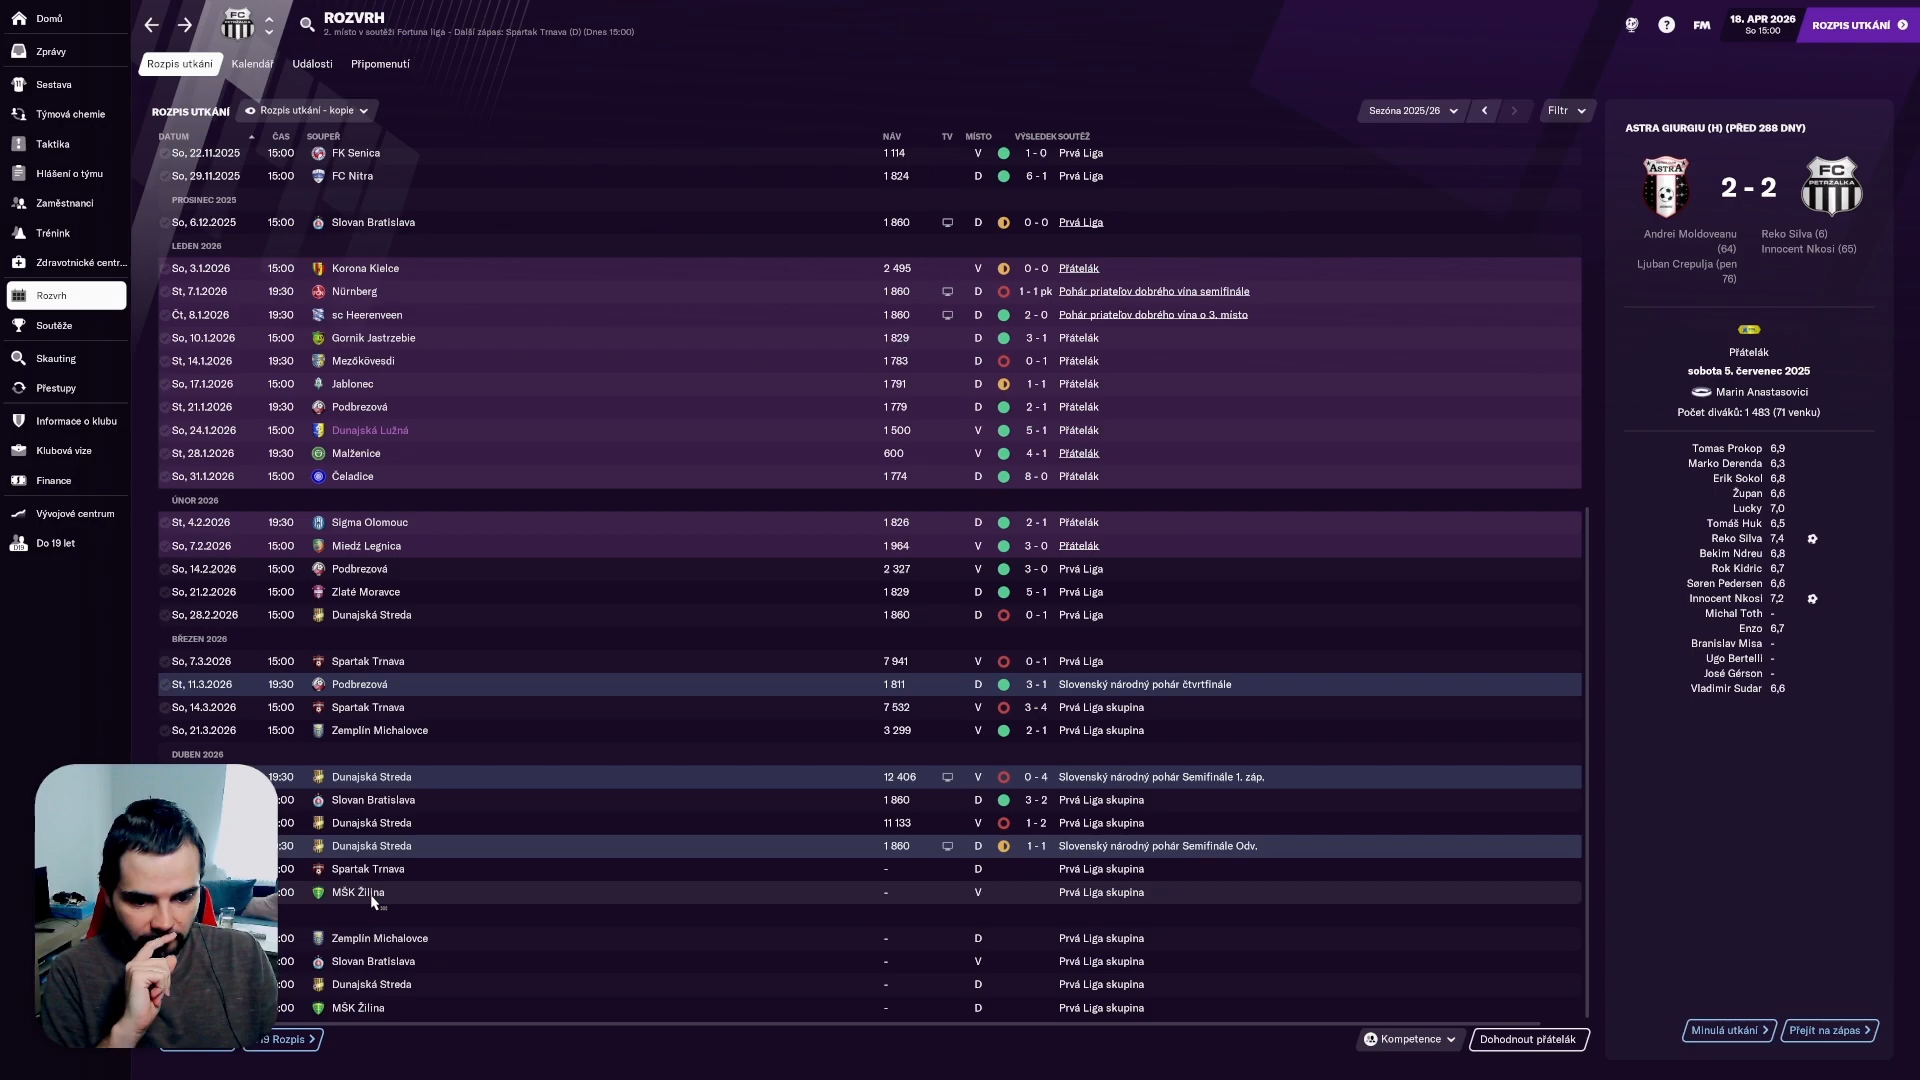 Domů
Zprávy
Sestava
Týmová chemie
Taktika
Hlášení o týmu
Zaměstnanci
Trénink
Zdravotnické centr...
Rozvrh
Soutěže
Skauting
Přestupy
Informace o klubu
Klubová vize
Finance
Vývojové centrum
Do 19 let
ROZVRH
2. místo v soutěži Fortuna liga - Další zápas: Spartak Trnava (D) (Dnes 15:00)
FM
18. APR 2026
So 15:00
ROZPIS UTKÁNÍ
Rozpis utkání Kalendář Události Připomenutí
ROZPIS UTKÁNÍ Rozpis utkání - kopie Sezóna 2025/26 Filtr
DATUM ČAS SOUPEŘ NÁV TV MÍSTO VÝSLEDEK SOUTĚŽ
So, 22.11.2025 15:00 FK Senica 1 114 V 1 - 0 Prvá Liga
So, 29.11.2025 15:00 FC Nitra 1 824 D 6 - 1 Prvá Liga
PROSINEC 2025
So, 6.12.2025 15:00 Slovan Bratislava 1 860 D 0 - 0 Prvá Liga
LEDEN 2026
So, 3.1.2026 15:00 Korona Kielce 2 495 V 0 - 0 Přátelák
St, 7.1.2026 19:30 Nürnberg 1 860 D 1 - 1 pk Pohár priateľov dobrého vína semifinále
Čt, 8.1.2026 19:30 sc Heerenveen 1 860 D 2 - 0 Pohár priateľov dobrého vína o 3. místo
So, 10.1.2026 15:00 Gornik Jastrzebie 1 829 D 3 - 1 Přátelák
St, 14.1.2026 19:30 Mezőkövesdi 1 783 D 0 - 1 Přátelák
So, 17.1.2026 15:00 Jablonec 1 791 D 1 - 1 Přátelák
St, 21.1.2026 19:30 Podbrezová 1 779 D 2 - 1 Přátelák
So, 24.1.2026 15:00 Dunajská Lužná 1 500 V 5 - 1 Přátelák
St, 28.1.2026 19:30 Malženice 600 V 4 - 1 Přátelák
So, 31.1.2026 15:00 Čeladice 1 774 D 8 - 0 Přátelák
ÚNOR 2026
St, 4.2.2026 19:30 Sigma Olomouc 1 826 D 2 - 1 Přátelák
So, 7.2.2026 15:00 Miedź Legnica 1 964 V 3 - 0 Přátelák
So, 14.2.2026 15:00 Podbrezová 2 327 V 3 - 0 Prvá Liga
So, 21.2.2026 15:00 Zlaté Moravce 1 829 D 5 - 1 Prvá Liga
So, 28.2.2026 15:00 Dunajská Streda 1 860 D 0 - 1 Prvá Liga
BŘEZEN 2026
So, 7.3.2026 15:00 Spartak Trnava 7 941 V 0 - 1 Prvá Liga
St, 11.3.2026 19:30 Podbrezová 1 811 D 3 - 1 Slovenský národný pohár čtvrtfinále
So, 14.3.2026 15:00 Spartak Trnava 7 532 V 3 - 4 Prvá Liga skupina
So, 21.3.2026 15:00 Zemplín Michalovce 3 299 V 2 - 1 Prvá Liga skupina
DUBEN 2026
19:30 Dunajská Streda 12 406 V 0 - 4 Slovenský národný pohár Semifinále 1. záp.
:00 Slovan Bratislava 1 860 D 3 - 2 Prvá Liga skupina
:00 Dunajská Streda 11 133 V 1 - 2 Prvá Liga skupina
:30 Dunajská Streda 1 860 D 1 - 1 Slovenský národný pohár Semifinále Odv.
:00 Spartak Trnava - D Prvá Liga skupina
:00 MŠK Žilina - V Prvá Liga skupina
:00 Zemplín Michalovce - D Prvá Liga skupina
:00 Slovan Bratislava - V Prvá Liga skupina
:00 Dunajská Streda - D Prvá Liga skupina
:00 MŠK Žilina - D Prvá Liga skupina
Rozpis Kompetence Dohodnout přátelák
ASTRA GIURGIU (H) (PŘED 288 DNY)
ASTRA 2 - 2 FC PETRŽALKA
Andrei Moldoveanu (64)
Ljuban Crepulja (pen 76)
Reko Silva (6)
Innocent Nkosi (65)
Přátelák
sobota 5. červenec 2025
Marin Anastasovici
Počet diváků: 1 483 (71 venku)
Tomas Prokop 6,9
Marko Derenda 6,3
Erik Sokol 6,8
Župan 6,6
Lucky 7,0
Tomáš Huk 6,5
Reko Silva 7,4
Bekim Ndreu 6,8
Rok Kidric 6,7
Søren Pedersen 6,6
Innocent Nkosi 7,2
Michal Toth -
Enzo 6,7
Branislav Misa -
Ugo Bertelli -
José Gérson -
Vladimir Sudar 6,6
Minulá utkání Přejít na zápas